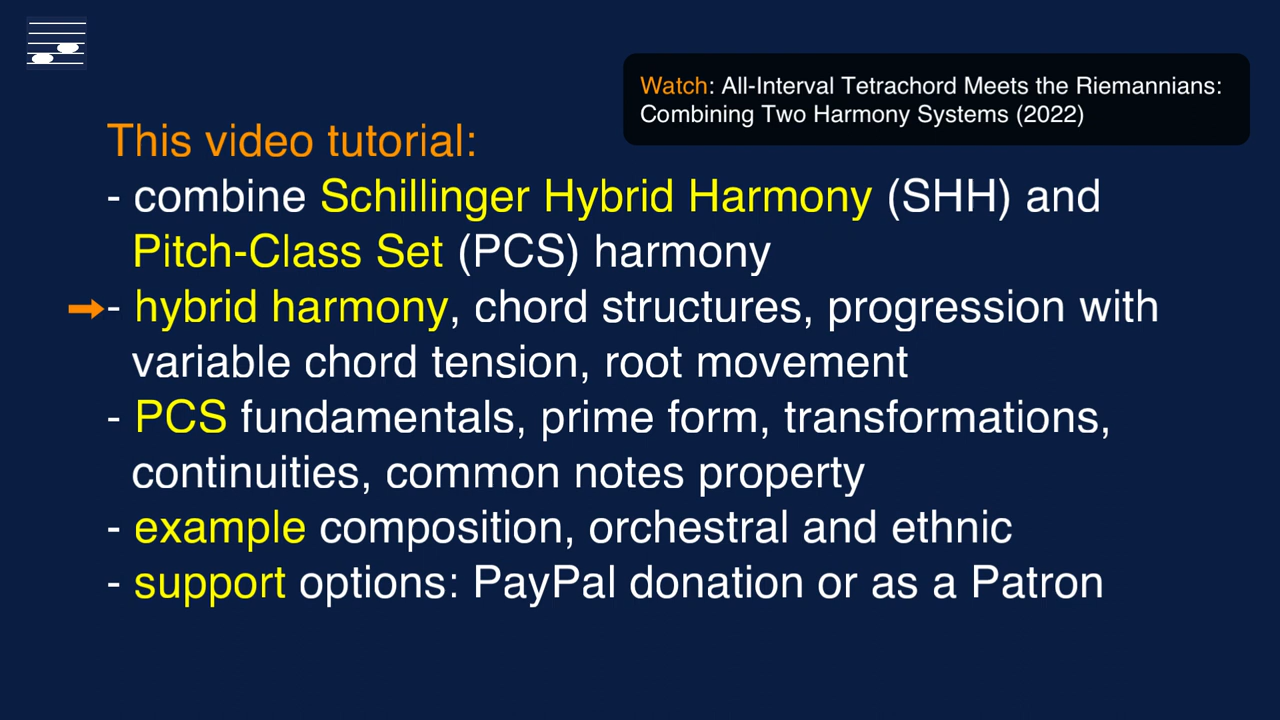 Watch: All-Interval Tetrachord Meets the Riemannians:
Combining Two Harmony Systems (2022)
This video tutorial:
- combine Schillinger Hybrid Harmony (SHH) and
Pitch-Class Set (PCS) harmony
- hybrid harmony, chord structures, progression with
variable chord tension, root movement
- PCS fundamentals, prime form, transformations,
continuities, common notes property
- example composition, orchestral and ethnic
- support options: PayPal donation or as a Patron